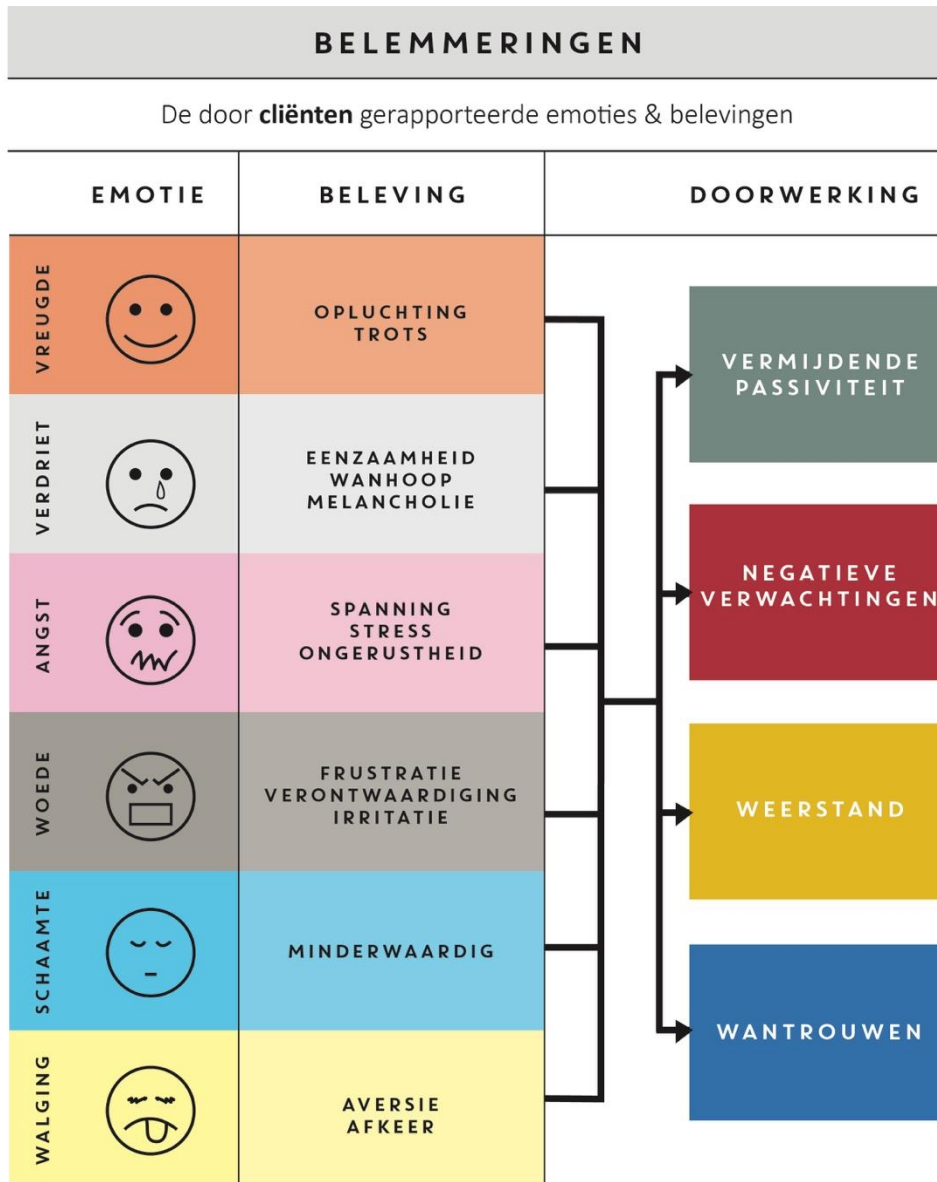 BELEMMERINGEN
De door cliënten gerapporteerde emoties & belevingen
EMOTIE
BELEVING
DOORWERKING
VREUGDE
OPLUCHTING
TROTS
VERDRIET
EENZAAMHEID
WANHOOP
MELANCHOLIE
ANGST
SPANNING
STRESS
ONGERUSTHEID
WOEDE
FRUSTRATIE
VERONTWAARDIGING
IRRITATIE
SCHAAMTE
MINDERWAARDIG
WALGING
AVERSIE
AFKEER
VERMIJDENDE
PASSIVITEIT
NEGATIEVE
VERWACHTINGEN
WEERSTAND
WANTROUWEN